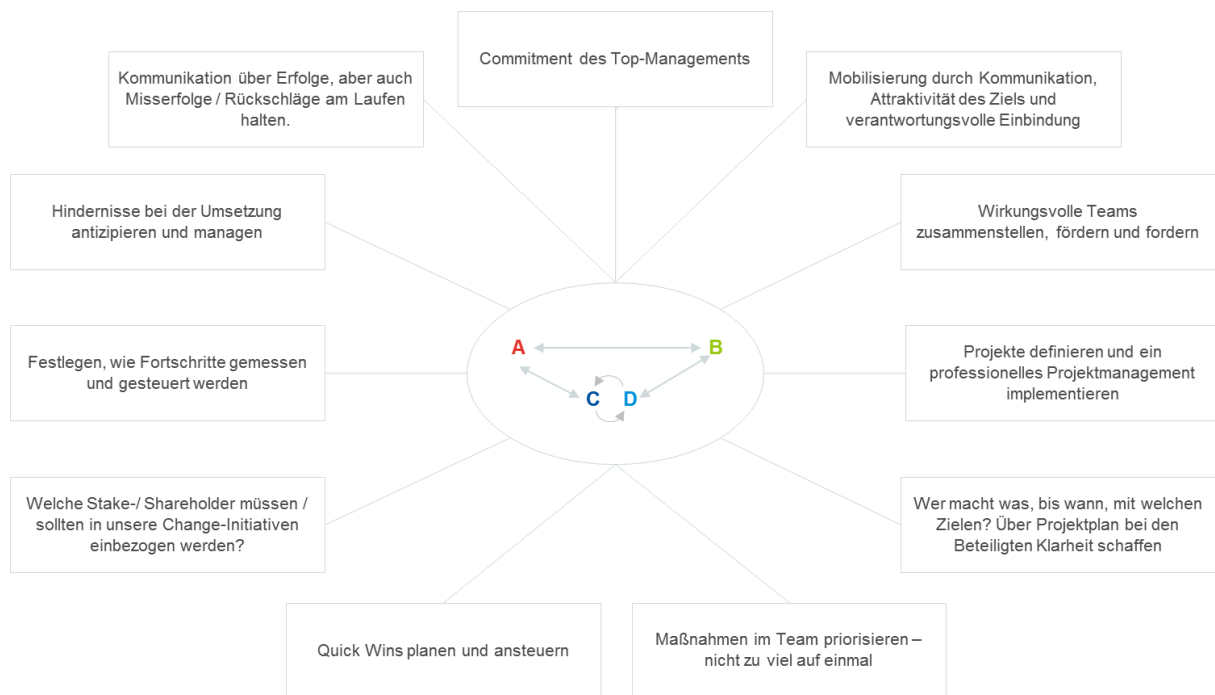 Commitment des Top-Managements
Kommunikation über Erfolge, aber auch
Misserfolge / Rückschläge am Laufen
halten.
Mobilisierung durch Kommunikation,
Attraktivität des Ziels und
verantwortungsvolle Einbindung
Hindernisse bei der Umsetzung
antizipieren und managen
Wirkungsvolle Teams
zusammenstellen, fördern und fordern
A
B
C
D
Festlegen, wie Fortschritte gemessen
und gesteuert werden
Projekte definieren und ein
professionelles Projektmanagement
implementieren
Welche Stake-/ Shareholder müssen /
sollten in unsere Change-Initiativen
einbezogen werden?
Wer macht was, bis wann, mit welchen
Zielen? Über Projektplan bei den
Beteiligten Klarheit schaffen
Quick Wins planen und ansteuern
Maßnahmen im Team priorisieren –
nicht zu viel auf einmal